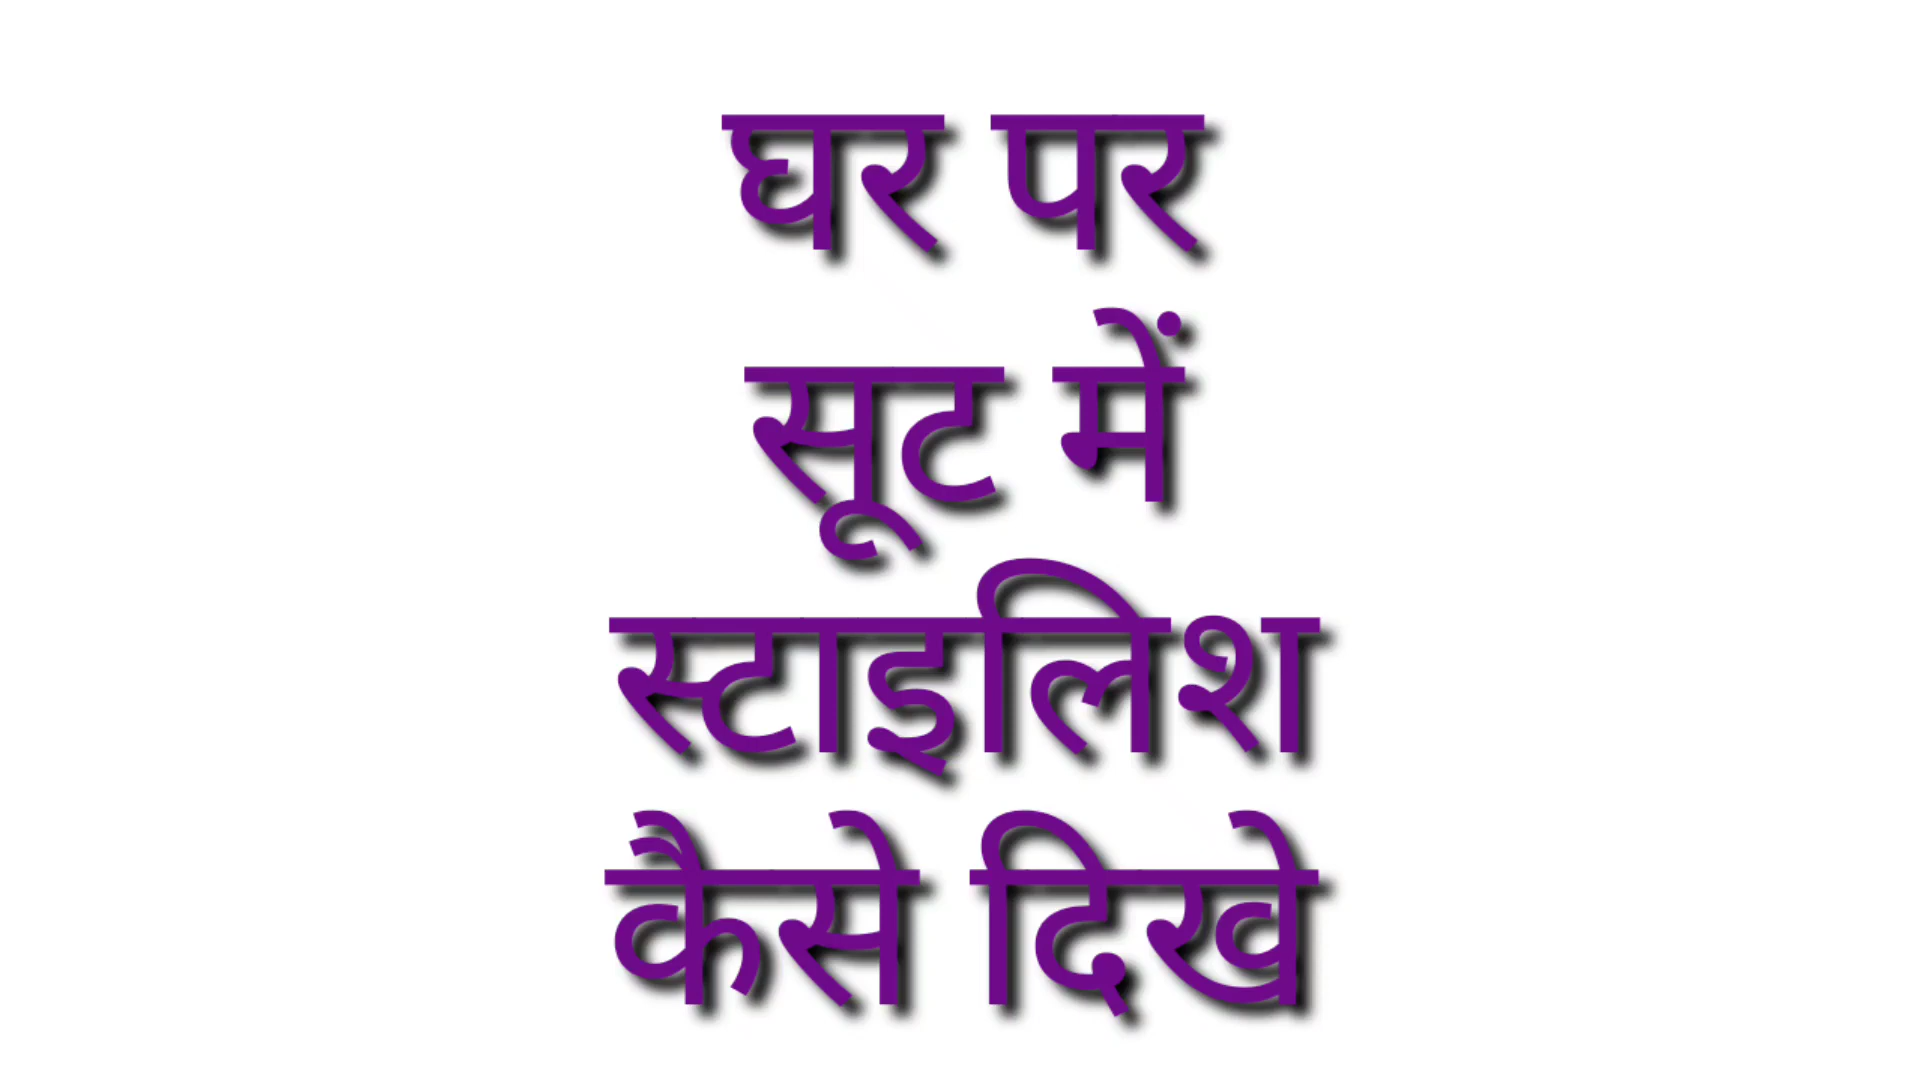 घर पर
सूट में
स्टाइलिश
कैसे दिखे